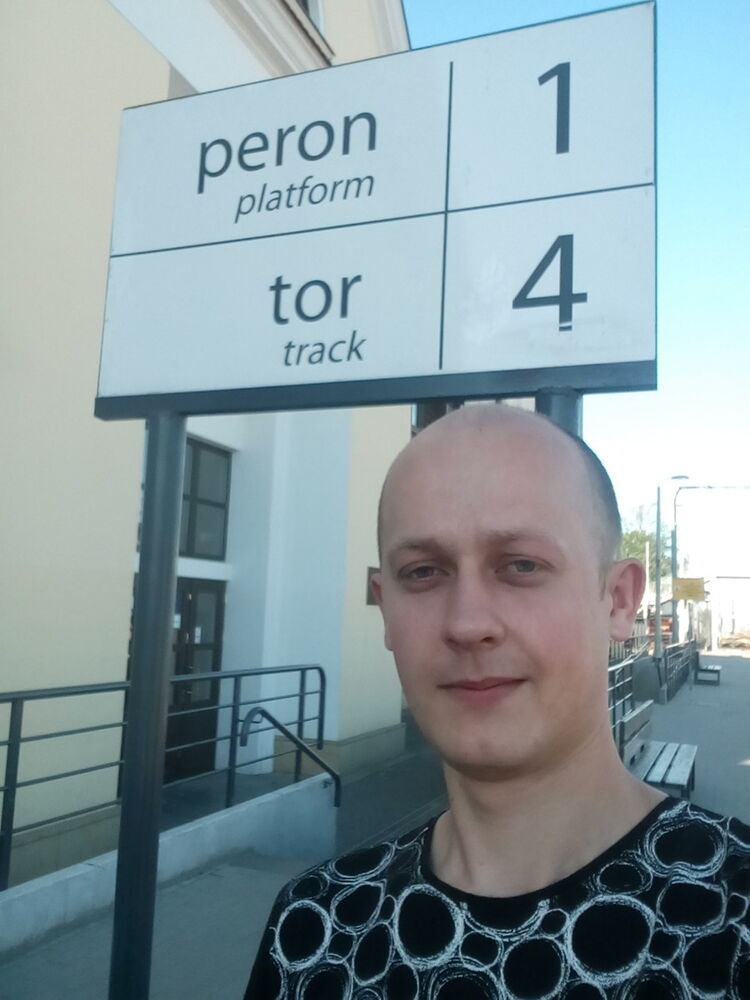 peron 1
platform
tor 4
track